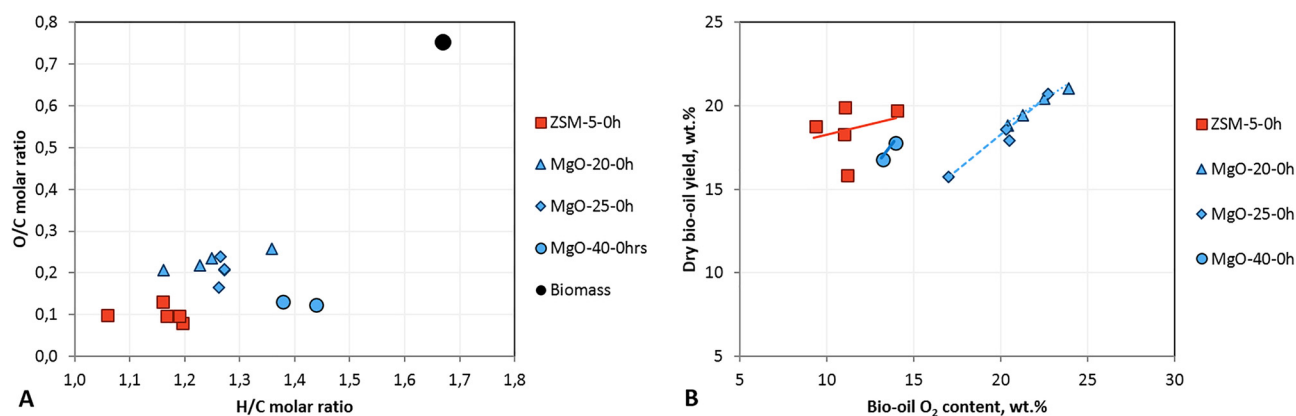 0,8
0,7
0,6
0,5
0,4
0,3
0,2
0,1
0,0
O/C molar ratio
1,0 1,1 1,2 1,3 1,4 1,5 1,6 1,7 1,8
H/C molar ratio
A
ZSM-5-0h
MgO-20-0h
MgO-25-0h
MgO-40-0hrs
Biomass
25
20
15
10
5
Dry bio-oil yield, wt.%
5 10 15 20 25 30
Bio-oil O₂ content, wt.%
B
ZSM-5-0h
MgO-20-0h
MgO-25-0h
MgO-40-0h